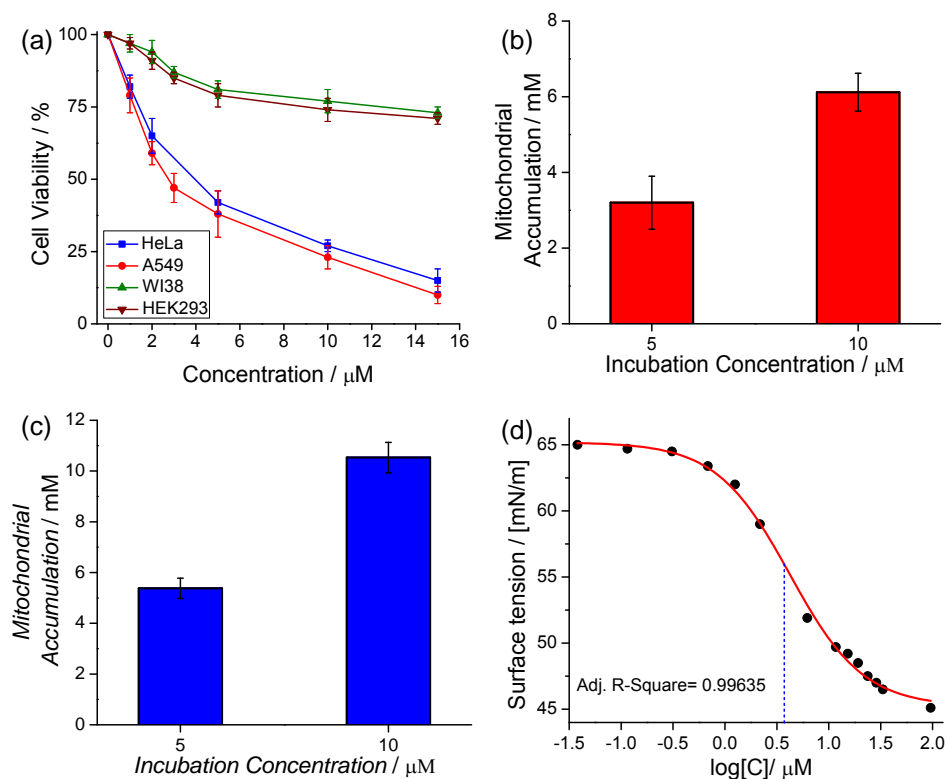 (a)
100
75
50
25
0
Cell Viability / %
HeLa
A549
WI38
HEK293
0 2 4 6 8 10 12 14 16
Concentration / μM
(b)
8
6
4
2
0
Mitochondrial
Accumulation / mM
5 10
Incubation Concentration / μM
(c)
12
10
8
6
4
2
0
Mitochondrial
Accumulation / mM
5 10
Incubation Concentration / μM
(d)
65
60
55
50
45
Surface tension / [mN/m]
Adj. R-Square= 0.99635
-1.5 -1.0 -0.5 0.0 0.5 1.0 1.5 2.0
log[C]/ μM